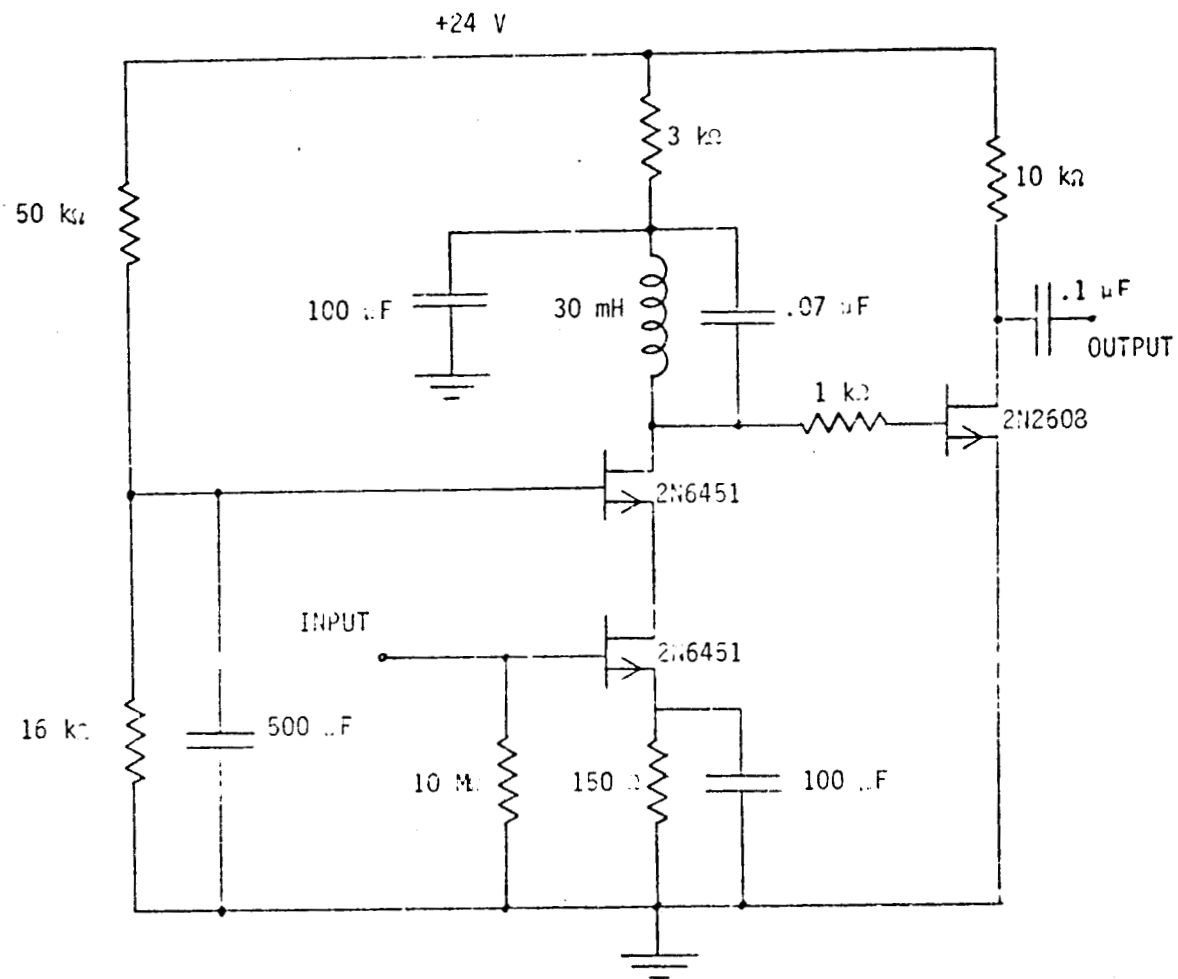 +24 V
3 kΩ
10 kΩ
50 kΩ
100 µF
30 mH
.07 µF
.1 µF
OUTPUT
1 kΩ
2N2608
2N6451
INPUT
2N6451
16 kΩ
500 µF
10 MΩ
150 Ω
100 µF